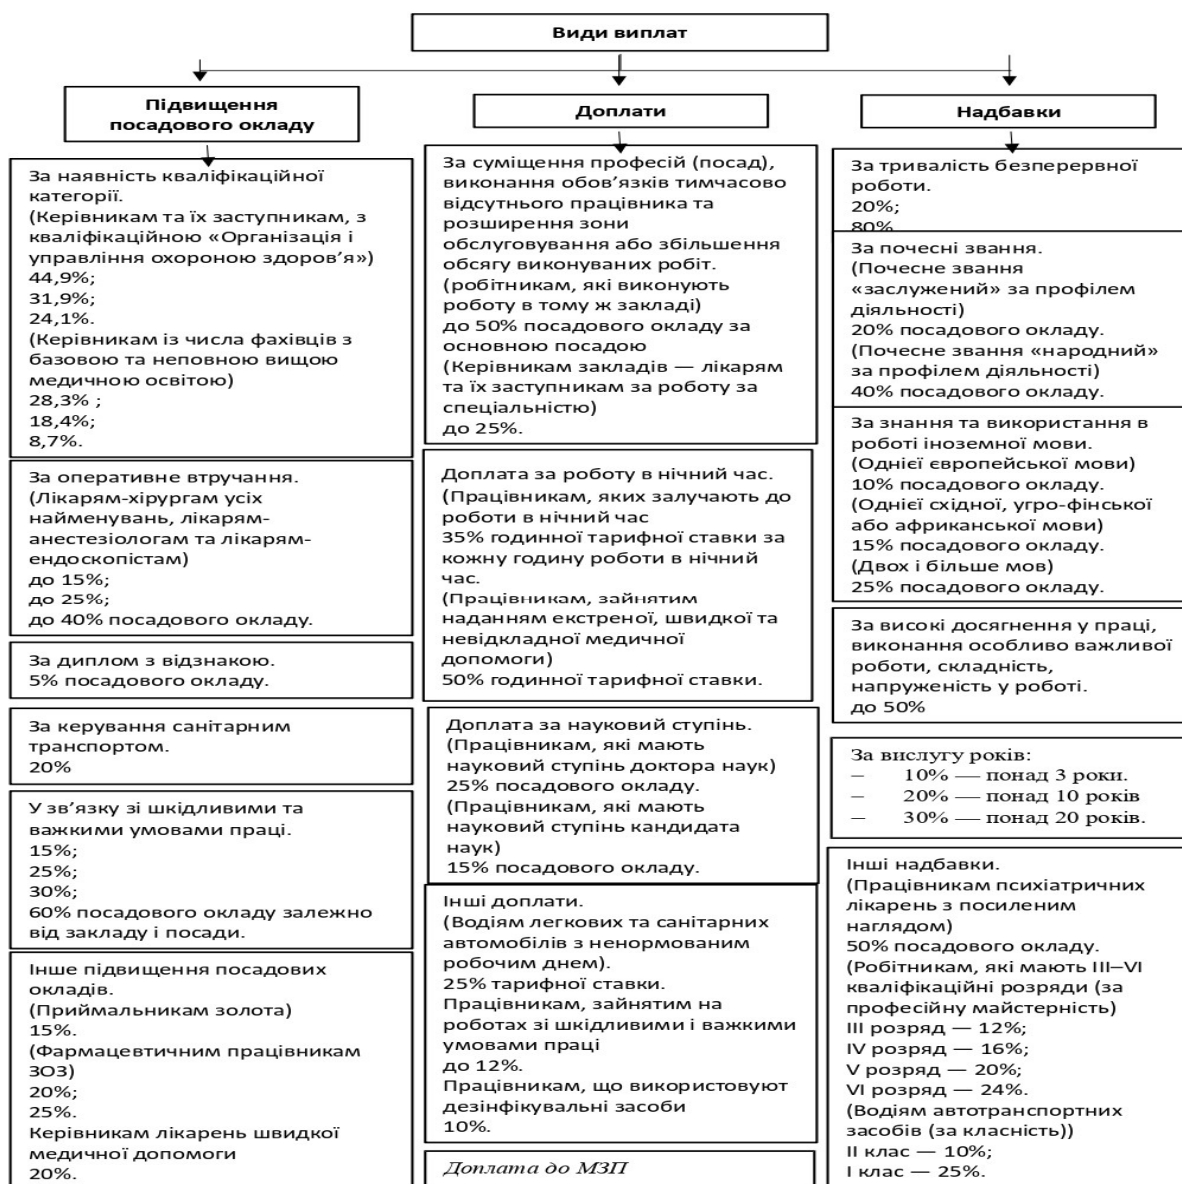 Види виплат
Підвищення
посадового окладу
За наявність кваліфікаційної
категорії.
(Керівникам та їх заступникам, з
кваліфікаційною «Організація і
управління охороною здоров’я»)
44,9%;
31,9%;
24,1%.
(Керівникам із числа фахівців з
базовою та неповною вищою
медичною освітою)
28,3% ;
18,4%;
8,7%.
За оперативне втручання.
(Лікарям-хірургам усіх
найменувань, лікарям-
анестезіологам та лікарям-
ендоскопістам)
до 15%;
до 25%;
до 40% посадового окладу.
За диплом з відзнакою.
5% посадового окладу.
За керування санітарним
транспортом.
20%
У зв’язку зі шкідливими та
важкими умовами праці.
15%;
25%;
30%;
60% посадового окладу залежно
від закладу і посади.
Інше підвищення посадових
окладів.
(Приймальникам золота)
15%.
(Фармацевтичним працівникам
ЗОЗ)
20%;
25%.
Керівникам лікарень швидкої
медичної допомоги
20%.
Доплати
За суміщення професій (посад),
виконання обов’язків тимчасово
відсутнього працівника та
розширення зони
обслуговування або збільшення
обсягу виконуваних робіт.
(робітникам, які виконують
роботу в тому ж закладі)
до 50% посадового окладу за
основною посадою
(Керівникам закладів — лікарям
та їх заступникам за роботу за
спеціальністю)
до 25%.
Доплата за роботу в нічний час.
(Працівникам, яких залучають до
роботи в нічний час
35% годинної тарифної ставки за
кожну годину роботи в нічний
час.
(Працівникам, зайнятим
наданням екстреної, швидкої та
невідкладної медичної
допомоги)
50% годинної тарифної ставки.
Доплата за науковий ступінь.
(Працівникам, які мають
науковий ступінь доктора наук)
25% посадового окладу.
(Працівникам, які мають
науковий ступінь кандидата
наук)
15% посадового окладу.
Інші доплати.
(Водіям легкових та санітарних
автомобілів з ненормованим
робочим днем).
25% тарифної ставки.
Працівникам, зайнятим на
роботах зі шкідливими і важкими
умовами праці
до 12%.
Працівникам, що використовуют
дезінфікувальні засоби
10%.
Доплата до МЗП
Надбавки
За тривалість безперервної
роботи.
20%;
80%
За почесні звання.
(Почесне звання
«заслужений» за профілем
діяльності)
20% посадового окладу.
(Почесне звання «народний»
за профілем діяльності)
40% посадового окладу.
За знання та використання в
роботі іноземної мови.
(Однієї європейської мови)
10% посадового окладу.
(Однієї східної, угро-фінської
або африканської мови)
15% посадового окладу.
(Двох і більше мов)
25% посадового окладу.
За високі досягнення у праці,
виконання особливо важливої
роботи, складність,
напруженість у роботі.
до 50%
За вислугу років:
– 10% — понад 3 роки.
– 20% — понад 10 років
– 30% — понад 20 років.
Інші надбавки.
(Працівникам психіатричних
лікарень з посиленим
наглядом)
50% посадового окладу.
(Робітникам, які мають III–VI
кваліфікаційні розряди (за
професійну майстерність)
III розряд — 12%;
IV розряд — 16%;
V розряд — 20%;
VI розряд — 24%.
(Водіям автотранспортних
засобів (за класність))
II клас — 10%;
I клас — 25%.